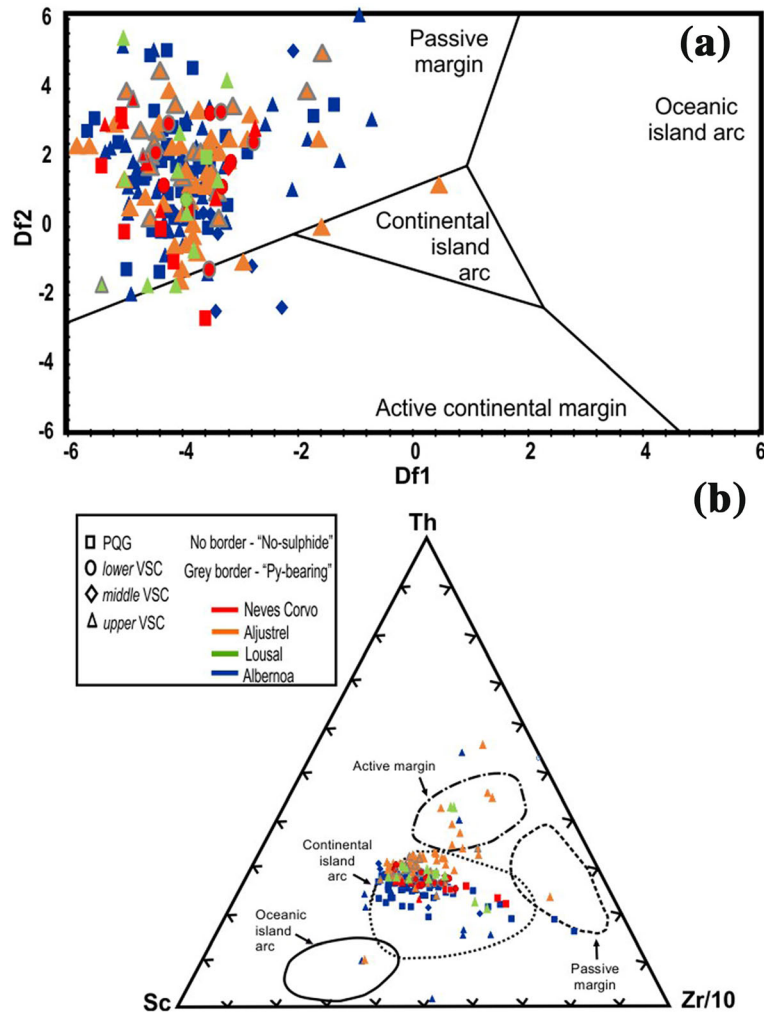 (a)
Passive
margin
Oceanic
island arc
Continental
island
arc
Active continental margin
Df2
6
4
2
0
-2
-4
-6
-6
-4
-2
0
2
4
6
Df1
(b)
PQG
No border - “No-sulphide”
lower VSC
Grey border - “Py-bearing”
middle VSC
upper VSC
Neves Corvo
Aljustrel
Lousal
Albernoa
Th
Active margin
Continental
island
arc
Oceanic
island
arc
Passive
margin
Sc
Zr/10